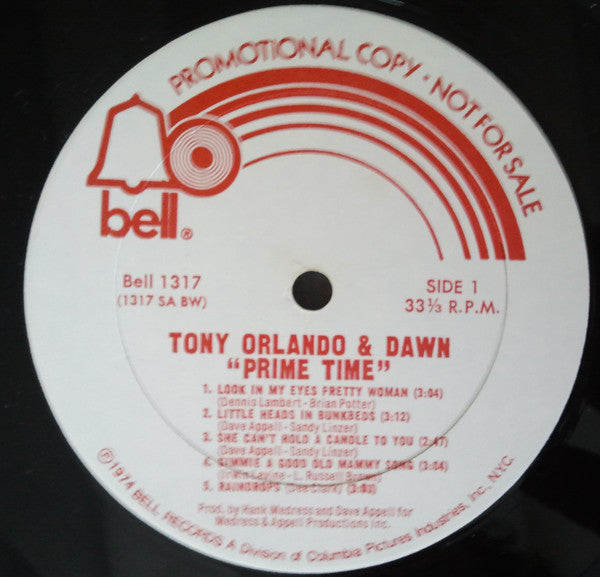 PROMOTIONAL COPY · NOT FOR SALE
bell®
Bell 1317
(1317 SA BW)
SIDE 1
33⅓ R.P.M.
TONY ORLANDO & DAWN
“PRIME TIME”
1. LOOK IN MY EYES PRETTY WOMAN (3:04)
(Dennis Lambert-Brian Potter)
2. LITTLE HEADS IN BUNKBEDS (3:12)
(Dave Appell-Sandy Linzer)
3. SHE CAN'T HOLD A CANDLE TO YOU (2:47)
(Dave Appell-Sandy Linzer)
4. GIMMIE A GOOD OLD MAMMY SONG (3:04)
(Irwin Levine-L. Russell Brown)
5. RAINDROPS (Dee Clark)
Prod. by Hank Medress and Dave Appell for
Medress & Appell Productions Inc.
℗1974 BELL RECORDS A Division of Columbia Pictures Industries, Inc., N.Y.C.